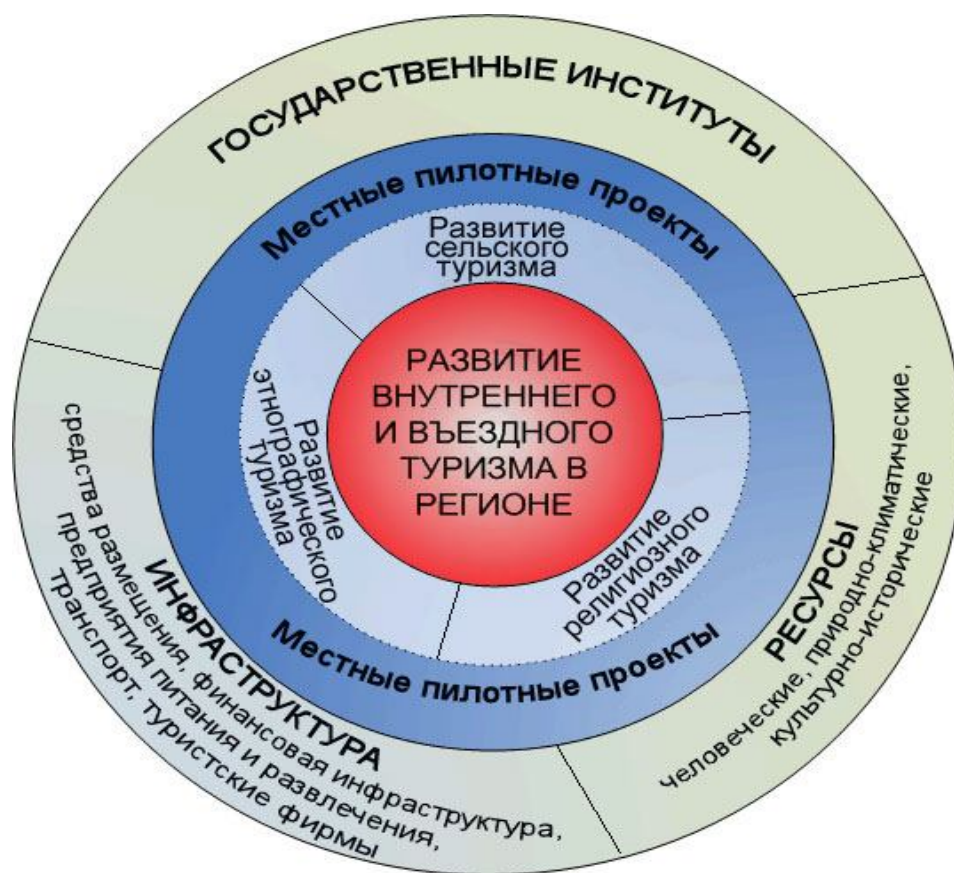 ГОСУДАРСТВЕННЫЕ ИНСТИТУТЫ
Местные пилотные проекты
Развитие
сельского
туризма
РАЗВИТИЕ
ВНУТРЕННЕГО
И ВЪЕЗДНОГО
ТУРИЗМА В
РЕГИОНЕ
Развитие
этнографического
туризма
Развитие
религиозного
туризма
Местные пилотные проекты
ИНФРАСТРУКТУРА
средства размещения, финансовая инфраструктура,
предприятия питания и развлечения,
транспорт, туристские фирмы
РЕСУРСЫ
человеческие, природно-климатические,
культурно-исторические